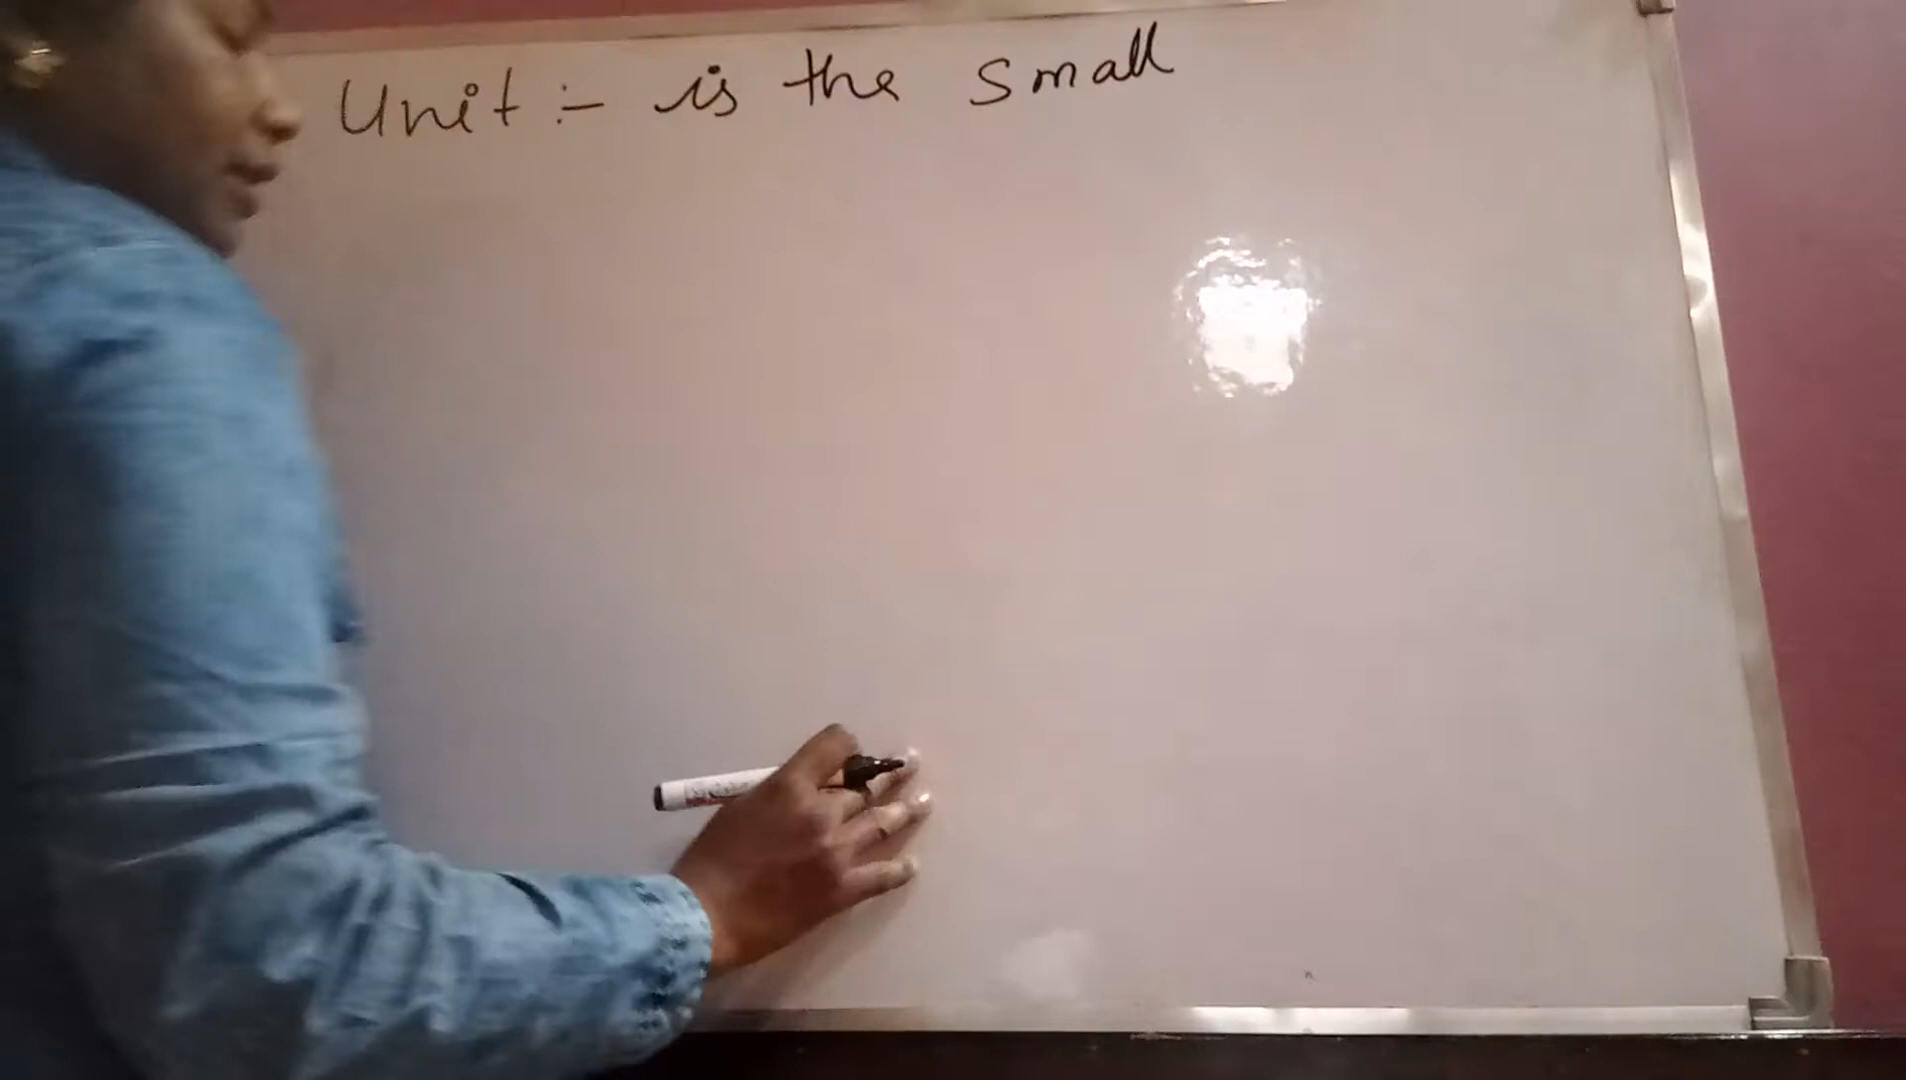 Unit :- is the small